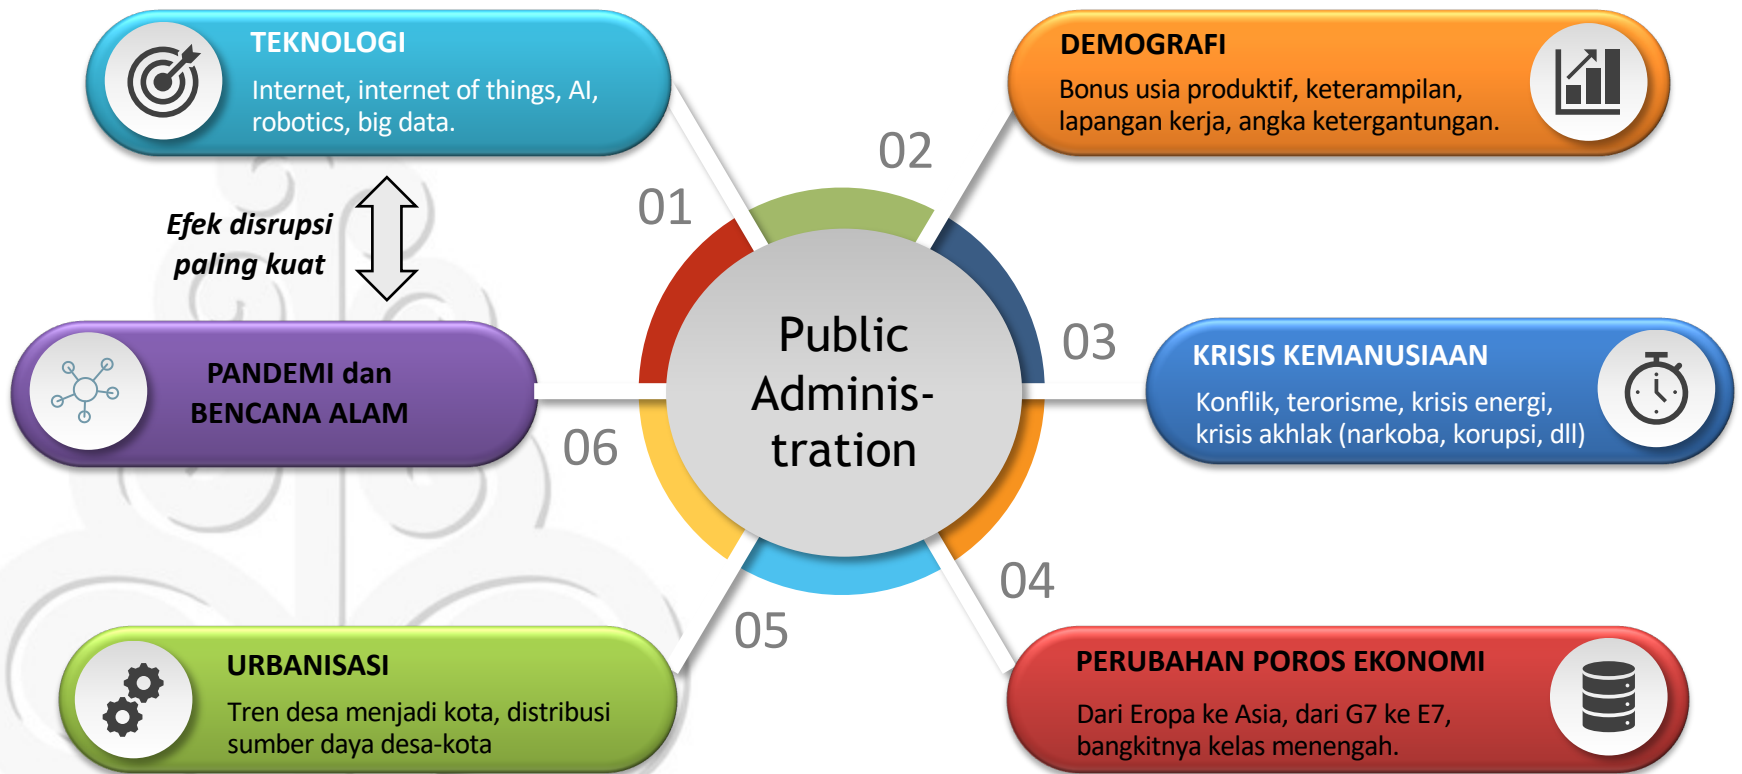 TEKNOLOGI
Internet, internet of things, AI,
robotics, big data.
DEMOGRAFI
Bonus usia produktif, keterampilan,
lapangan kerja, angka ketergantungan.
01
02
Efek disrupsi
paling kuat
PANDEMI dan
BENCANA ALAM
Public
Adminis-
tration
03
KRISIS KEMANUSIAAN
Konflik, terorisme, krisis energi,
krisis akhlak (narkoba, korupsi, dll)
06
05
04
URBANISASI
Tren desa menjadi kota, distribusi
sumber daya desa-kota
PERUBAHAN POROS EKONOMI
Dari Eropa ke Asia, dari G7 ke E7,
bangkitnya kelas menengah.